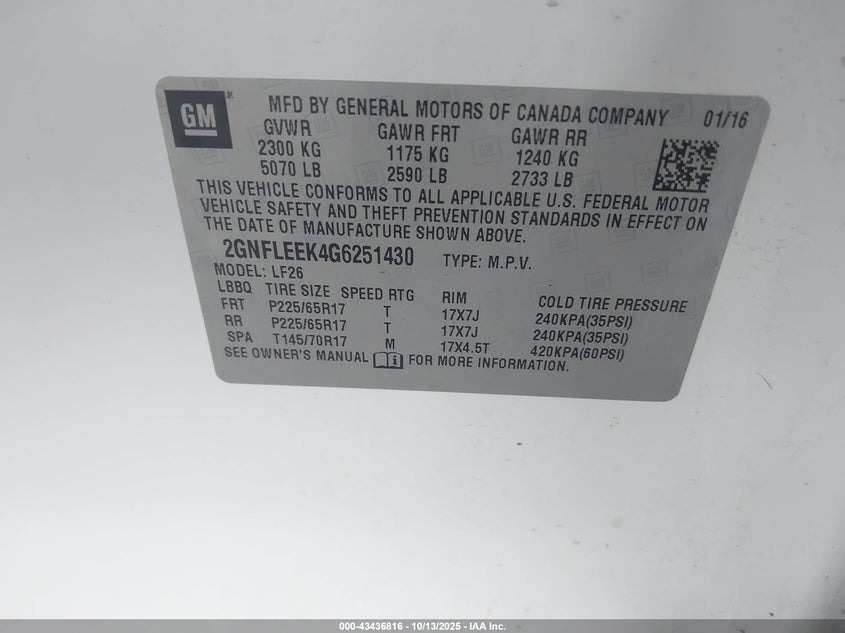 GM
MFD BY GENERAL MOTORS OF CANADA COMPANY 01/16
GVWR GAWR FRT GAWR RR
2300 KG 1175 KG 1240 KG
5070 LB 2590 LB 2733 LB
THIS VEHICLE CONFORMS TO ALL APPLICABLE U.S. FEDERAL MOTOR
VEHICLE SAFETY AND THEFT PREVENTION STANDARDS IN EFFECT ON
THE DATE OF MANUFACTURE SHOWN ABOVE.
2GNFLEEK4G6251430 TYPE: M.P.V.
MODEL: LF26
LBBQ TIRE SIZE SPEED RTG RIM COLD TIRE PRESSURE
FRT P225/65R17 T 17X7J 240KPA(35PSI)
RR P225/65R17 T 17X7J 240KPA(35PSI)
SPA T145/70R17 M 17X4.5T 420KPA(60PSI)
SEE OWNER'S MANUAL i FOR MORE INFORMATION.
000-43436816 - 10/13/2025 - IAA Inc.